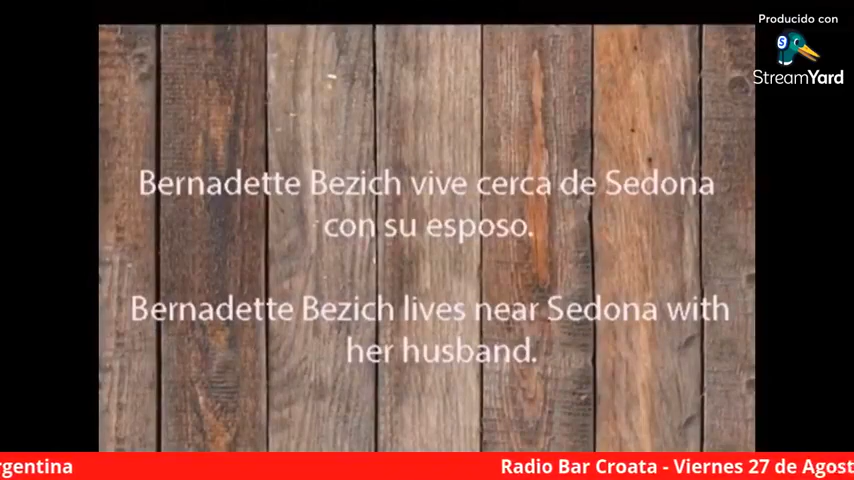 Producido con
StreamYard
Bernadette Bezich vive cerca de Sedona
con su esposo.
Bernadette Bezich lives near Sedona with
her husband.
rgentina
Radio Bar Croata - Viernes 27 de Agost